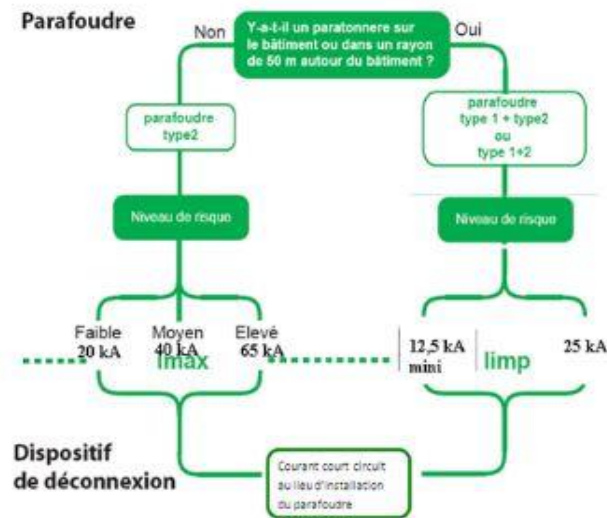 Parafoudre
Non
Y-a-t-il un paratonnere sur
le bâtiment ou dans un rayon
de 50 m autour du bâtiment ?
Oui
parafoudre
type2
parafoudre
type 1 + type2
ou
type 1+2
Niveau de risque
Niveau de risque
Faible
20 kA
Moyen
40 kA
Elevé
65 kA
Imax
12,5 kA
mini
Iimp
25 kA
Dispositif
de déconnexion
Courant court circuit
au lieu d'installation
du parafoudre